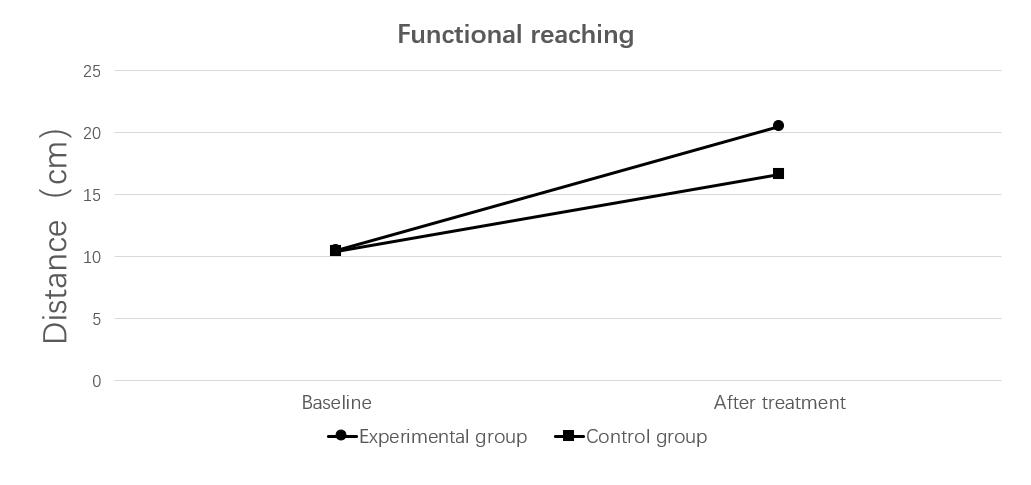 Functional reaching
25
20
15
10
5
0
Distance（cm）
Baseline
After treatment
Experimental group
Control group